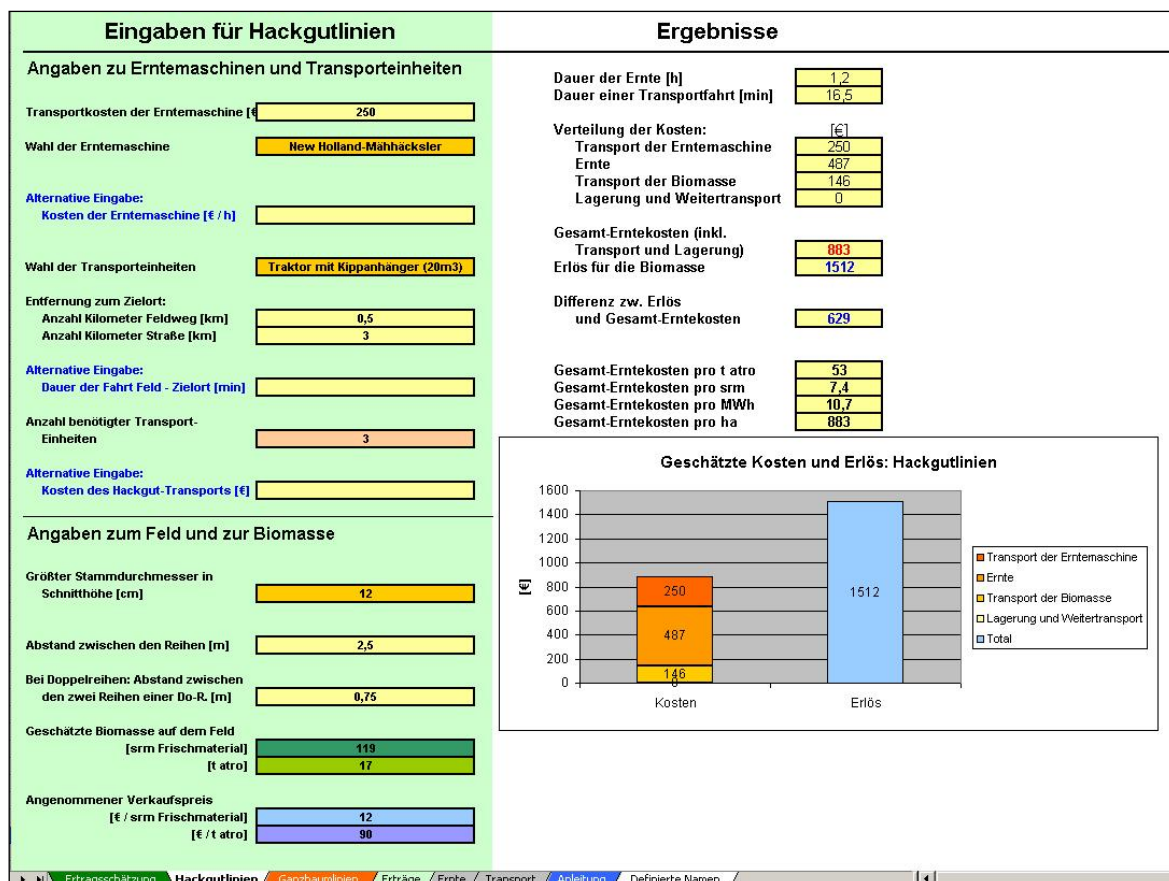 Eingaben für Hackgutlinien
Angaben zu Erntemaschinen und Transporteinheiten
Transportkosten der Erntemaschine [€ 250
Wahl der Erntemaschine New Holland-Mähhäcksler
Alternative Eingabe:
Kosten der Erntemaschine [€ / h]
Wahl der Transporteinheiten Traktor mit Kippanhänger (20m3)
Entfernung zum Zielort:
Anzahl Kilometer Feldweg [km] 0,5
Anzahl Kilometer Straße [km] 3
Alternative Eingabe:
Dauer der Fahrt Feld - Zielort [min]
Anzahl benötigter Transport-
Einheiten 3
Alternative Eingabe:
Kosten des Hackgut-Transports [€]
Angaben zum Feld und zur Biomasse
Größter Stammdurchmesser in
Schnitthöhe [cm] 12
Abstand zwischen den Reihen [m] 2,5
Bei Doppelreihen: Abstand zwischen
den zwei Reihen einer Do-R. [m] 0,75
Geschätzte Biomasse auf dem Feld
[srm Frischmaterial] 119
[t atro] 17
Angenommener Verkaufspreis
[€ / srm Frischmaterial] 12
[€ / t atro] 90
Ergebnisse
Dauer der Ernte [h] 1,2
Dauer einer Transportfahrt [min] 16,5
Verteilung der Kosten: [€]
Transport der Erntemaschine 250
Ernte 487
Transport der Biomasse 146
Lagerung und Weitertransport 0
Gesamt-Erntekosten (inkl.
Transport und Lagerung) 883
Erlös für die Biomasse 1512
Differenz zw. Erlös
und Gesamt-Erntekosten 629
Gesamt-Erntekosten pro t atro 53
Gesamt-Erntekosten pro srm 7,4
Gesamt-Erntekosten pro MWh 10,7
Gesamt-Erntekosten pro ha 883
Geschätzte Kosten und Erlös: Hackgutlinien
[€]
1600
1400
1200
1000
800
600
400
200
0
250
487
146
0
1512
Kosten Erlös
Transport der Erntemaschine
Ernte
Transport der Biomasse
Lagerung und Weitertransport
Total
Ertragsschätzung Hackgutlinien Ganzbaumlinien Erträge Ernte Transport Anleitung Definierte Namen